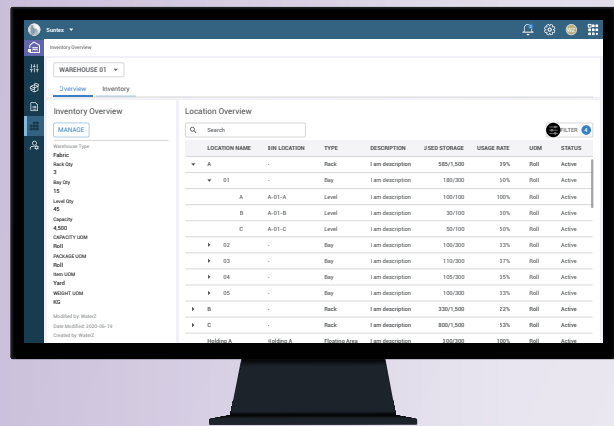 Suntex
Inventory Overview
WAREHOUSE 01
Overview Inventory
Inventory Overview
MANAGE
Warehouse Type
Fabric
Rack Qty
3
Bay Qty
15
Level Qty
45
Capacity
4,500
CAPACITY UOM
Roll
PACKAGE UOM
Roll
Item UOM
Yard
WEIGHT UOM
KG
Modified by: WaterZ
Date Modified: 2020-06-18
Created by: WaterZ
Location Overview
Search
FILTER 4
LOCATION NAME BIN LOCATION TYPE DESCRIPTION USED STORAGE USAGE RATE UOM STATUS
A - Rack I am description 585/1,500 39% Roll Active
01 - Bay I am description 180/300 50% Roll Active
A A-01-A Level I am description 100/100 100% Roll Active
B A-01-B Level I am description 30/100 30% Roll Active
C A-01-C Level I am description 50/100 50% Roll Active
02 - Bay I am description 100/300 33% Roll Active
03 - Bay I am description 110/300 37% Roll Active
04 - Bay I am description 105/300 35% Roll Active
05 - Bay I am description 100/300 33% Roll Active
B - Rack I am description 330/1,500 22% Roll Active
C - Rack I am description 800/1,500 53% Roll Active
Holding A Holding A Floating Area I am description 300/300 100% Roll Active